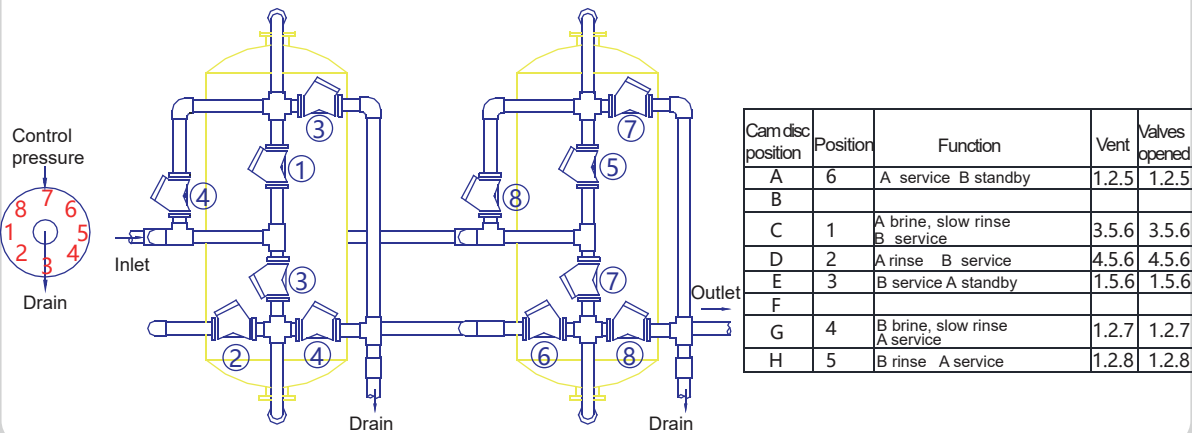 Control
pressure
7
8 6
1 5
2 4
3
Drain
Inlet
3
1
4
3
2
4
Drain
7
5
8
7
6
8
Outlet
Drain
Cam disc position Position Function Vent Valves opened
A 6 A service B standby 1.2.5 1.2.5
B
C 1 A brine, slow rinse B service 3.5.6 3.5.6
D 2 A rinse B service 4.5.6 4.5.6
E 3 B service A standby 1.5.6 1.5.6
F
G 4 B brine, slow rinse A service 1.2.7 1.2.7
H 5 B rinse A service 1.2.8 1.2.8